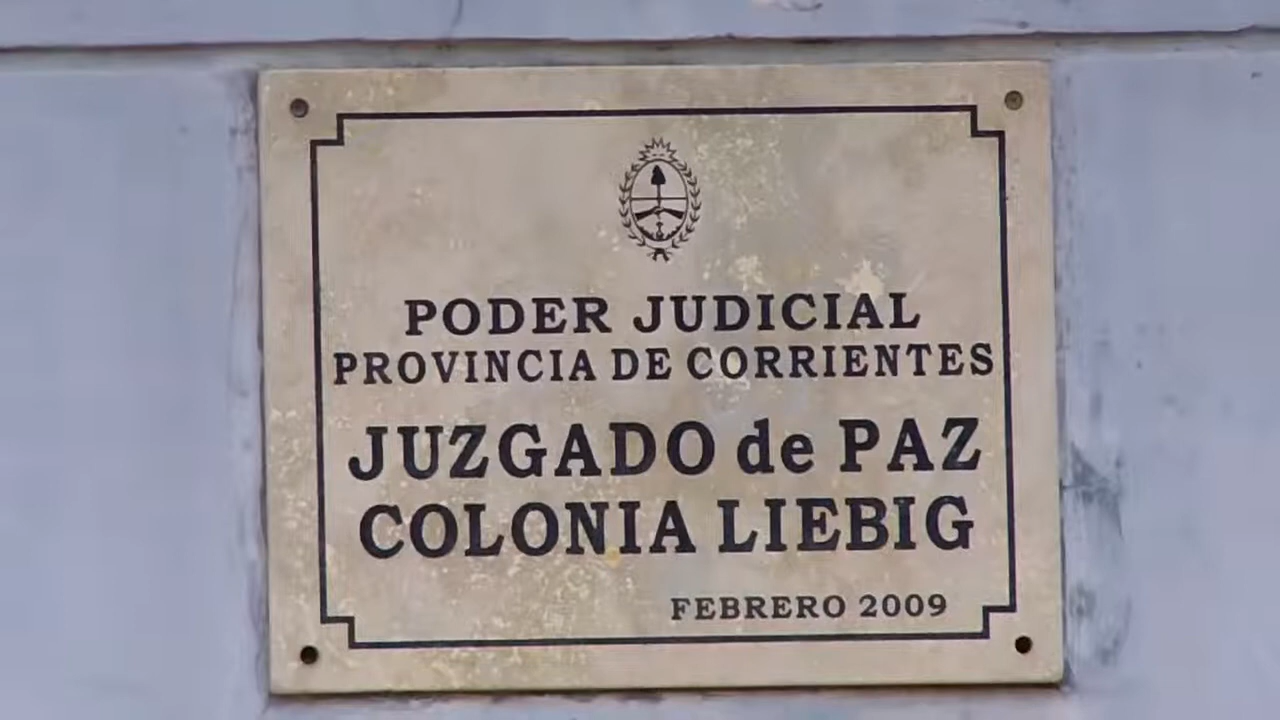 PODER JUDICIAL
PROVINCIA DE CORRIENTES
JUZGADO de PAZ
COLONIA LIEBIG
FEBRERO 2009